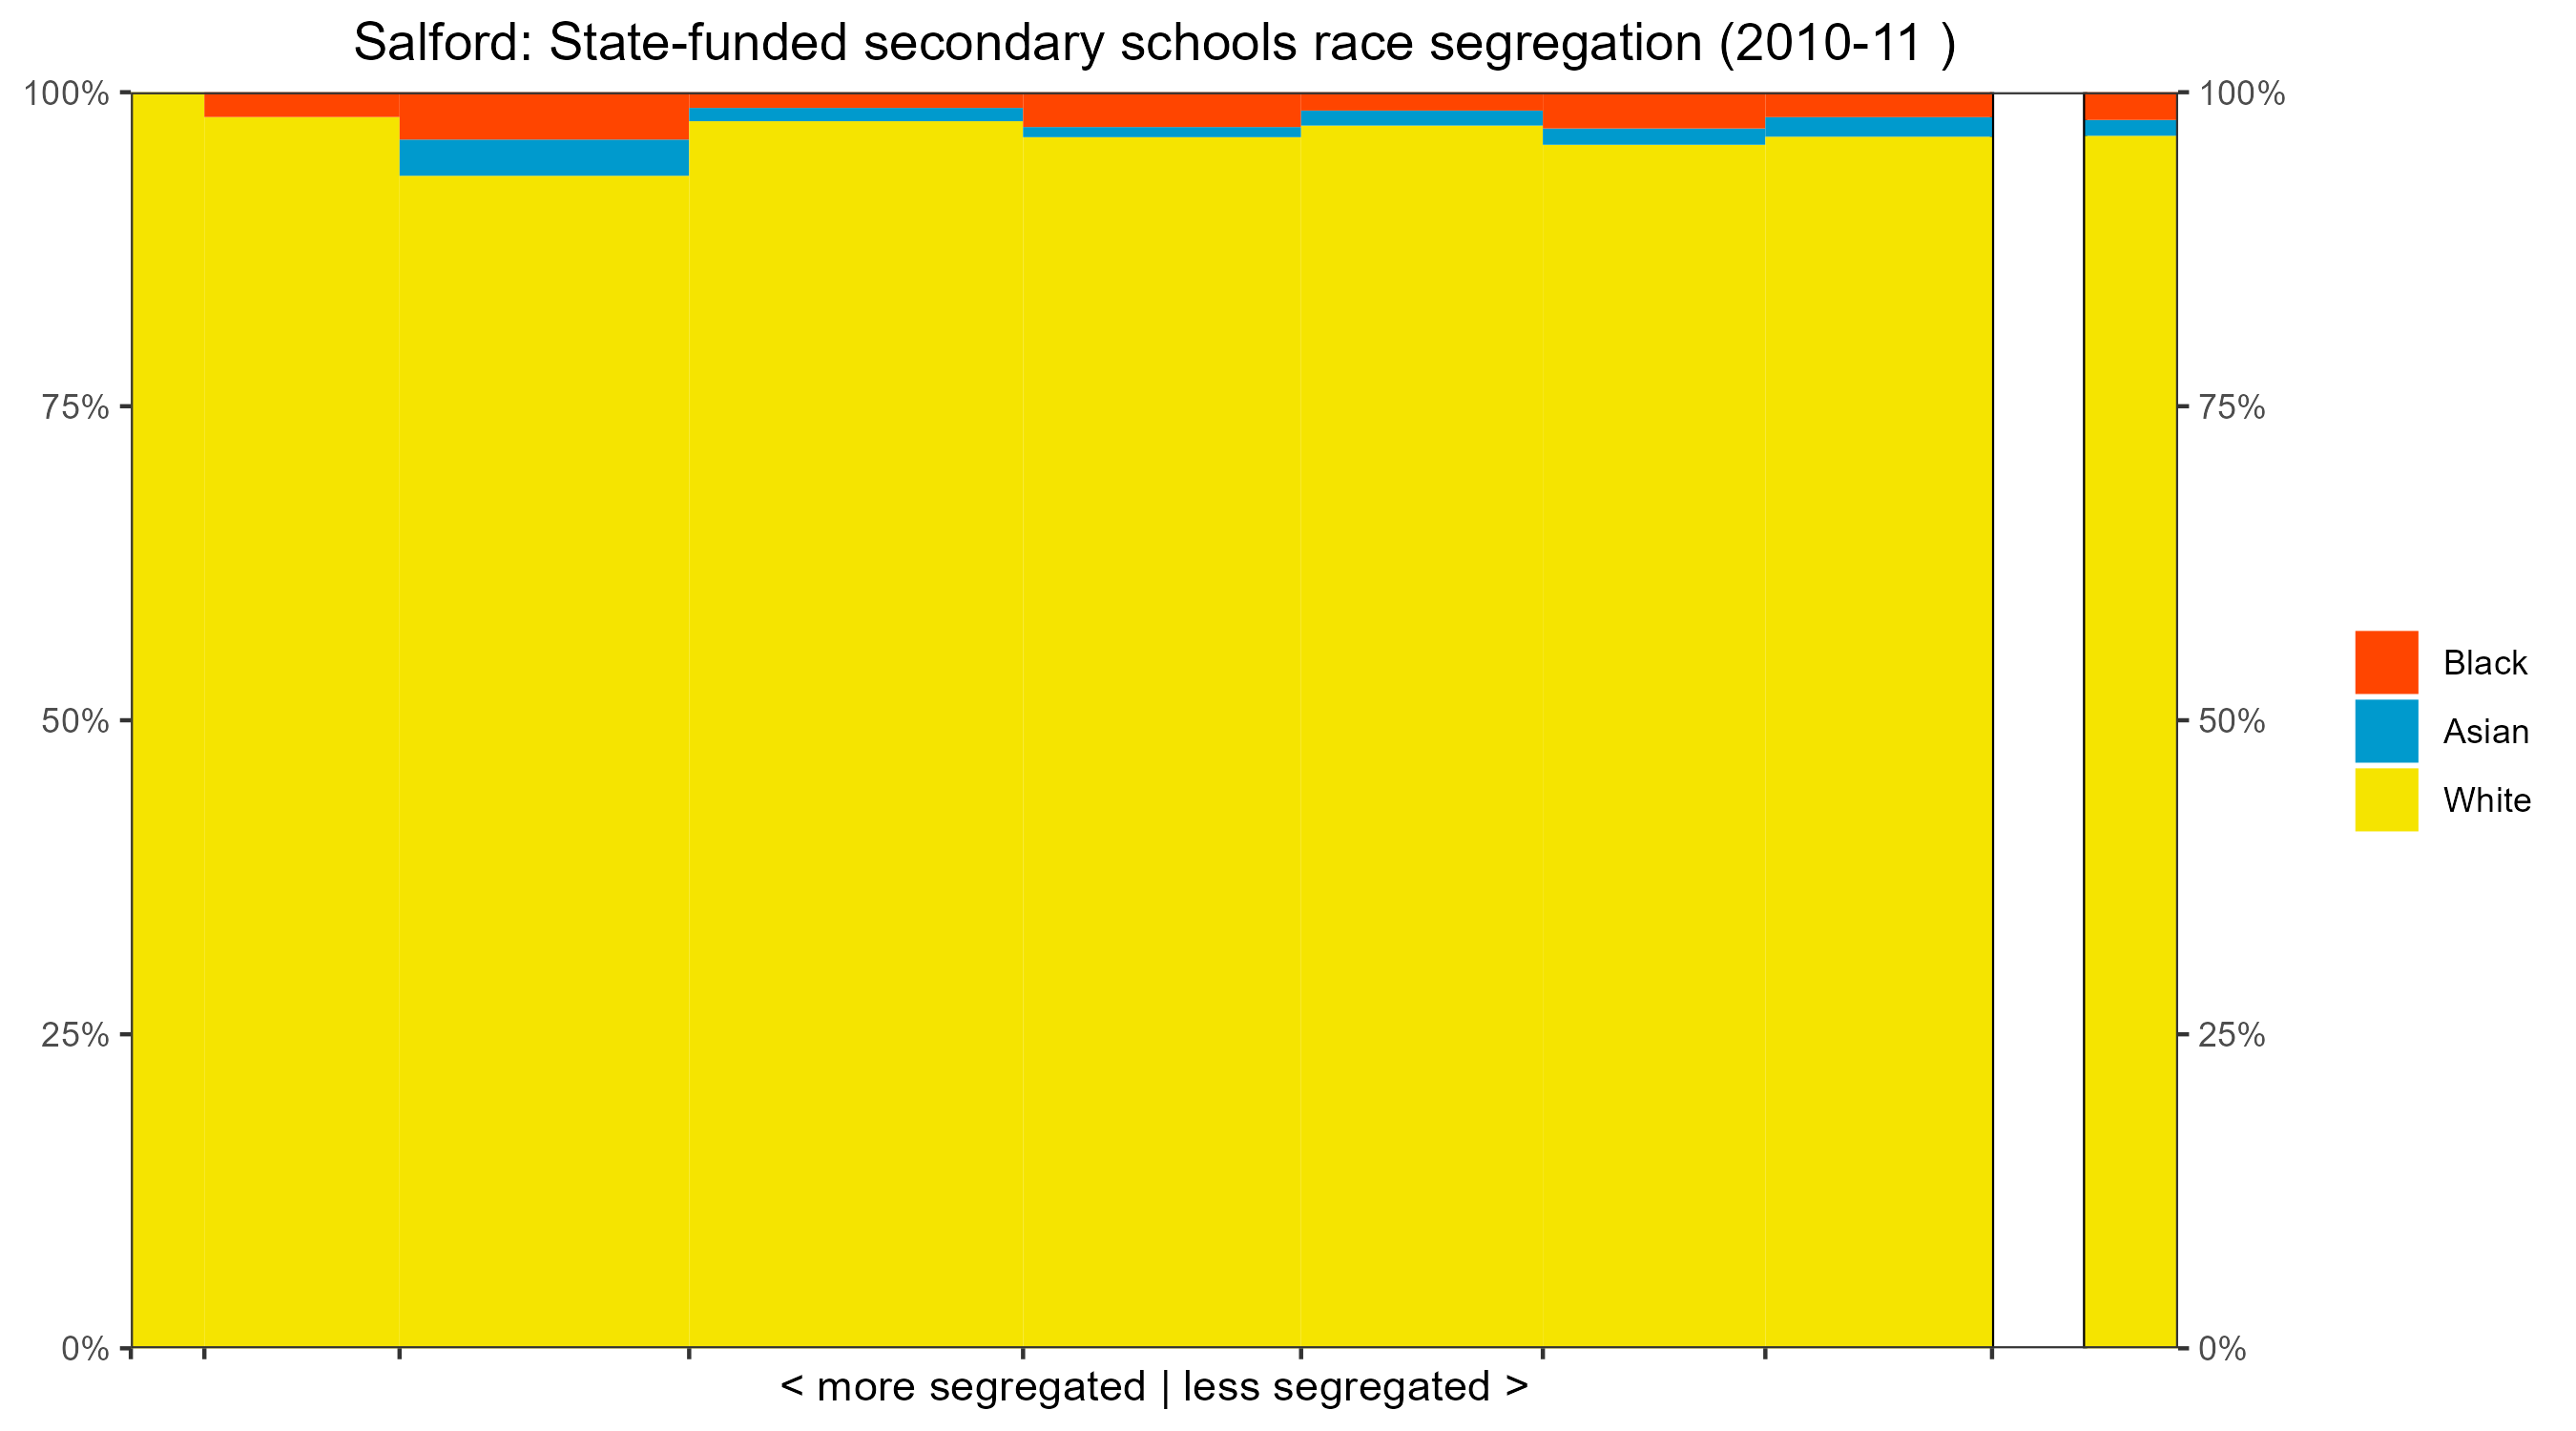 Salford: State-funded secondary schools race segregation (2010-11 )
100%
75%
50%
25%
0%
100%
75%
50%
25%
0%
< more segregated | less segregated >
Black
Asian
White